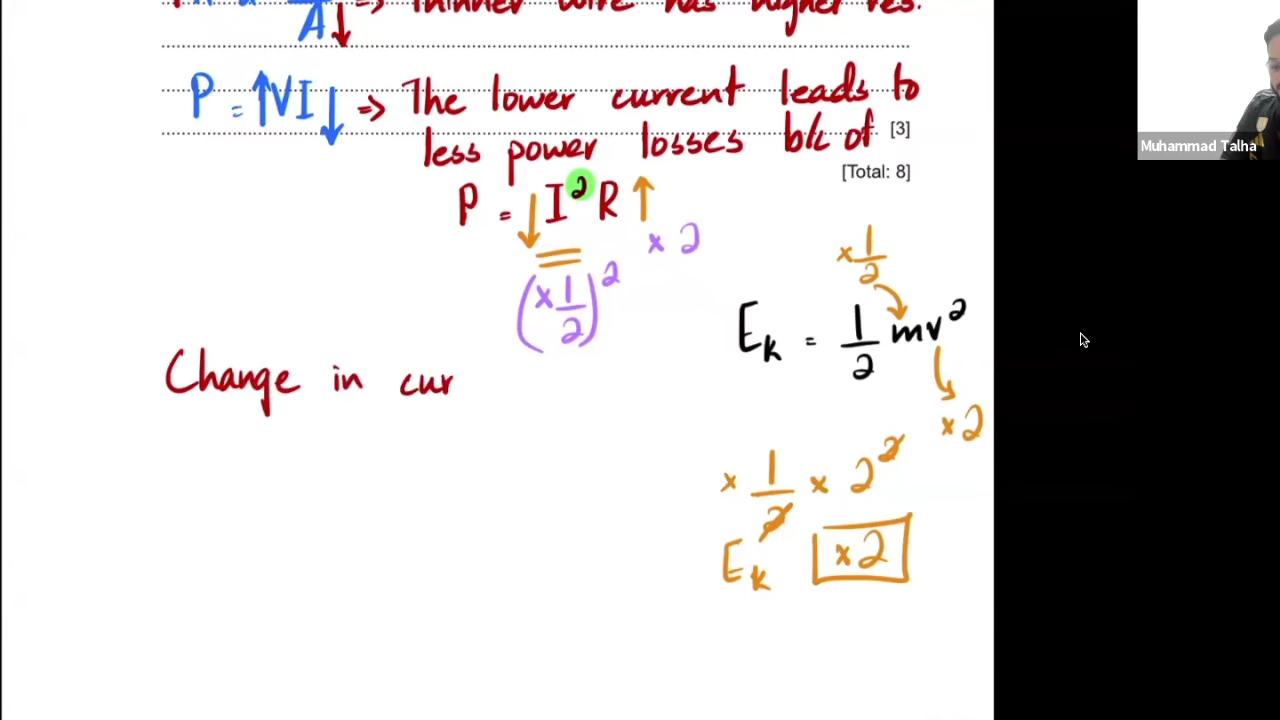 A => Thinner wire has higher res.
P = ↑VI↓ => The lower current leads to
less power losses b/c of [3]
[Total: 8]
Muhammad Talha
P = ↓I²R↑
×2
(×1/2)²
×1/2
Eₖ = 1/2 mv²
×2
Change in cur
× 1/2 × 2²
Eₖ ×2